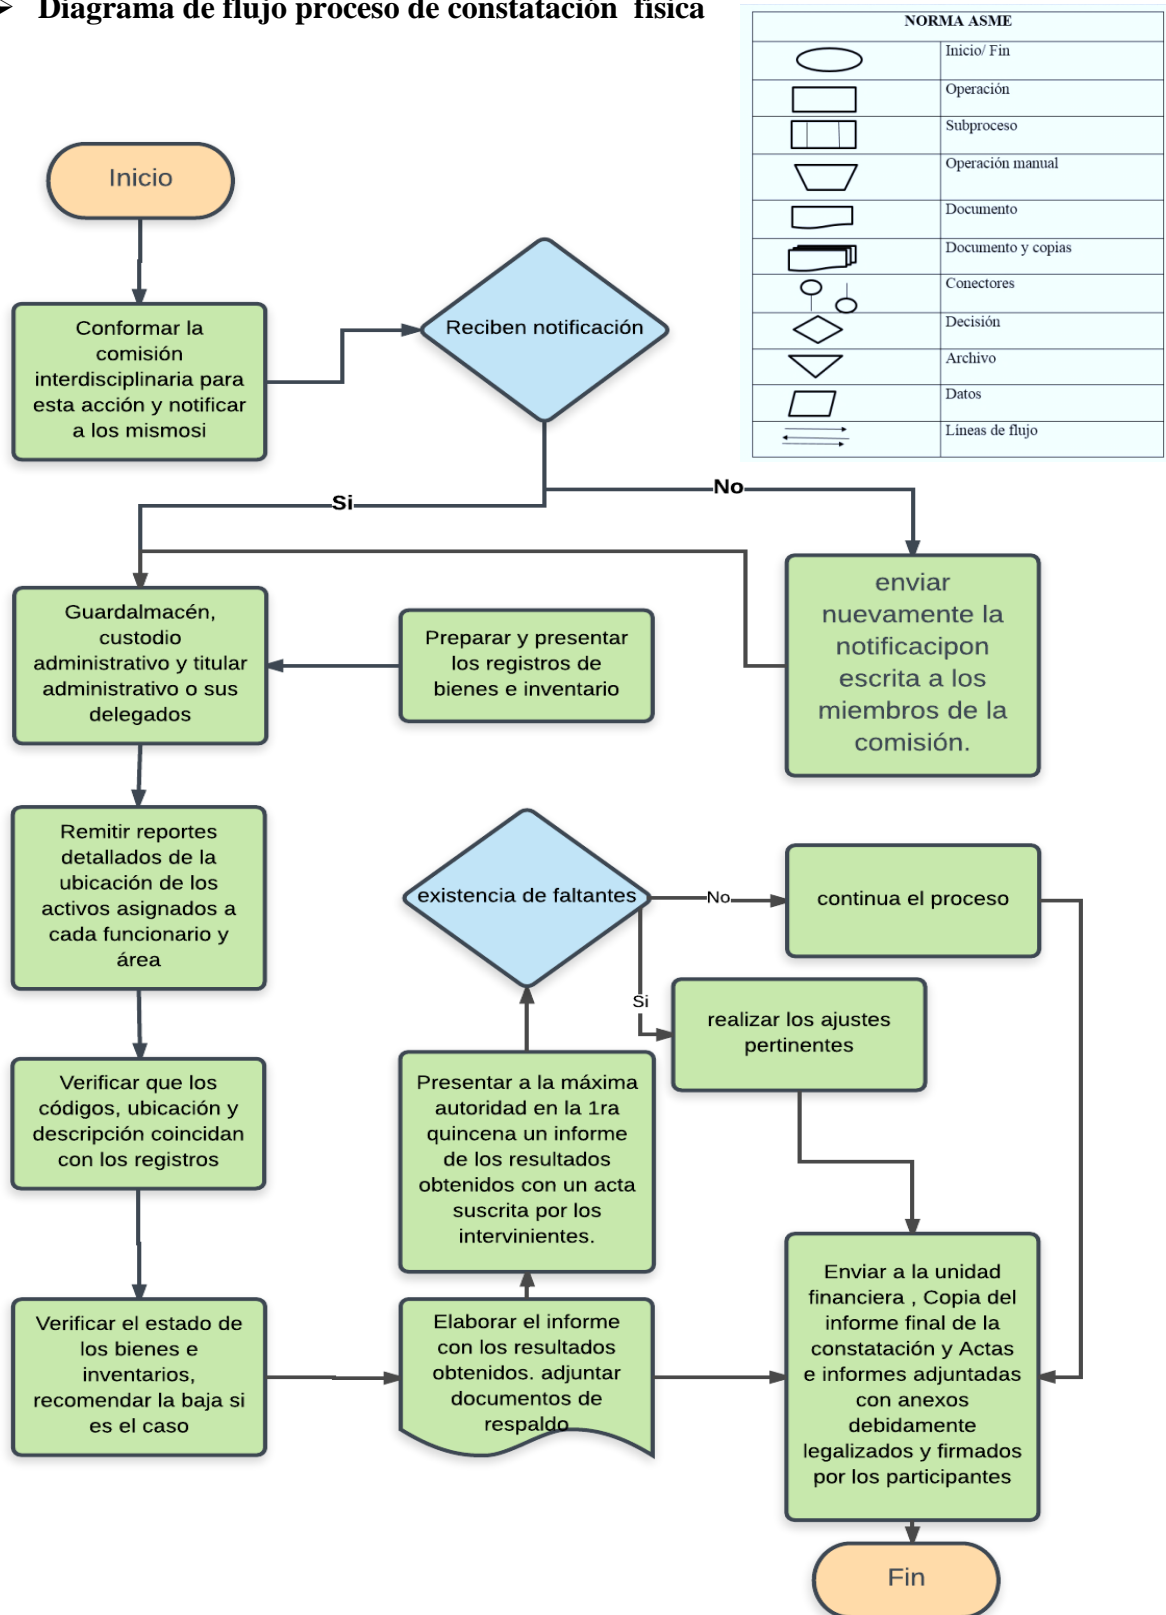 Diagrama de flujo proceso de constatación física
NORMA ASME
Inicio/ Fin
Operación
Subproceso
Operación manual
Documento
Documento y copias
Conectores
Decisión
Archivo
Datos
Líneas de flujo
Inicio
Conformar la
comisión
interdisciplinaria para
esta acción y notificar
a los mismosi
Reciben notificación
Si
No
enviar
nuevamente la
notificacipon
escrita a los
miembros de la
comisión.
Guardalmacén,
custodio
administrativo y titular
administrativo o sus
delegados
Preparar y presentar
los registros de
bienes e inventario
Remitir reportes
detallados de la
ubicación de los
activos asignados a
cada funcionario y
área
existencia de faltantes
No
continua el proceso
Si
realizar los ajustes
pertinentes
Verificar que los
códigos, ubicación y
descripción coincidan
con los registros
Presentar a la máxima
autoridad en la 1ra
quincena un informe
de los resultados
obtenidos con un acta
suscrita por los
intervinientes.
Verificar el estado de
los bienes e
inventarios,
recomendar la baja si
es el caso
Elaborar el informe
con los resultados
obtenidos. adjuntar
documentos de
respaldo
Enviar a la unidad
financiera , Copia del
informe final de la
constatación y Actas
e informes adjuntadas
con anexos
debidamente
legalizados y firmados
por los participantes
Fin